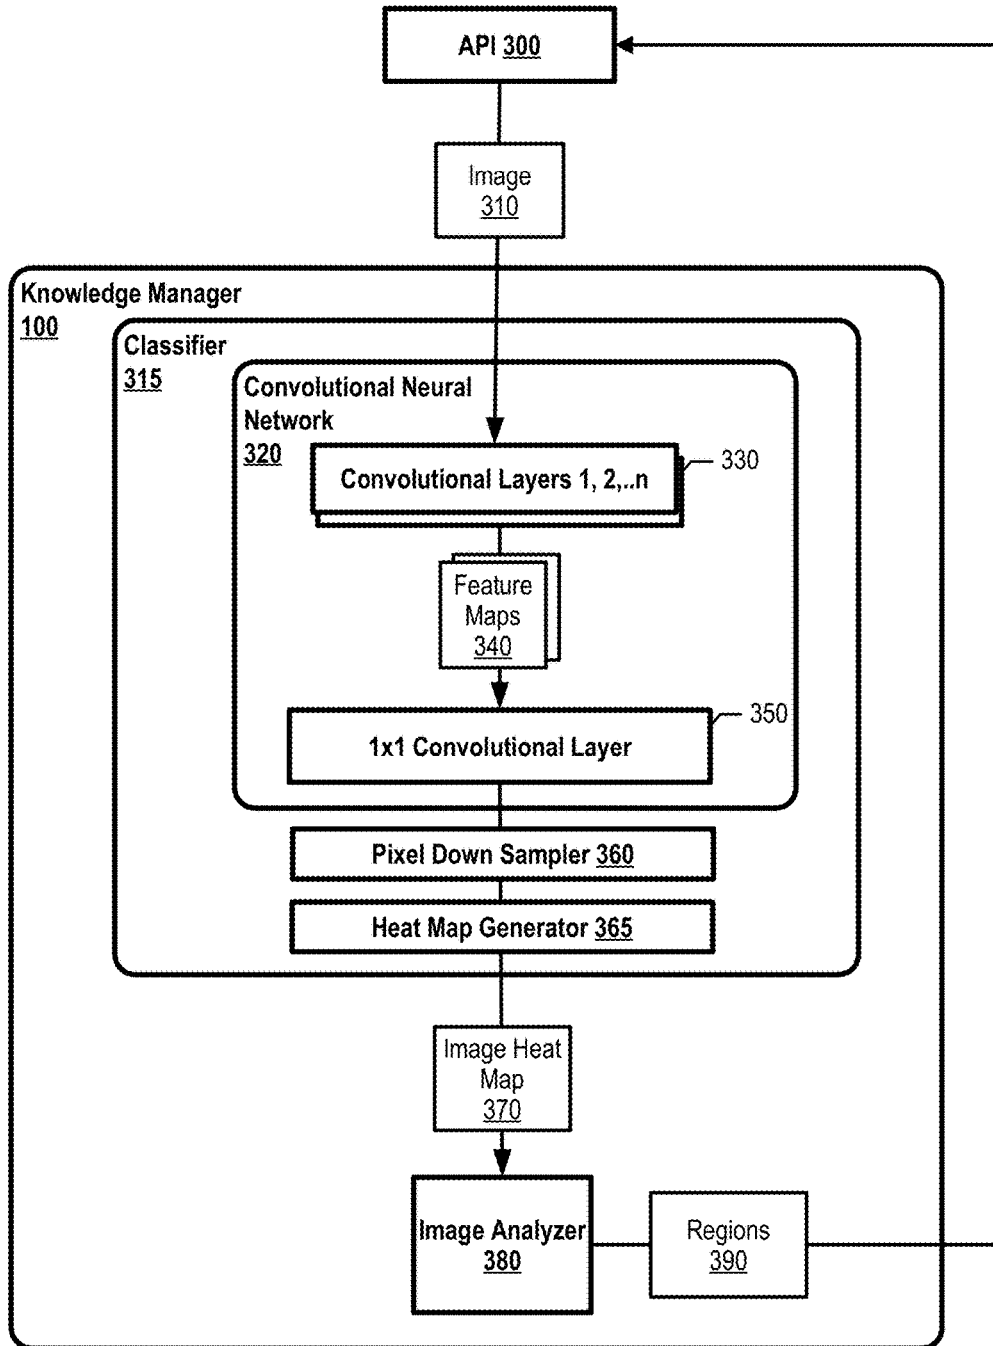 API 300
Image
310
Knowledge Manager
100
Classifier
315
Convolutional Neural
Network
320
Convolutional Layers 1, 2,..n
330
Feature
Maps
340
350
1x1 Convolutional Layer
Pixel Down Sampler 360
Heat Map Generator 365
Image Heat
Map
370
Image Analyzer
380
Regions
390